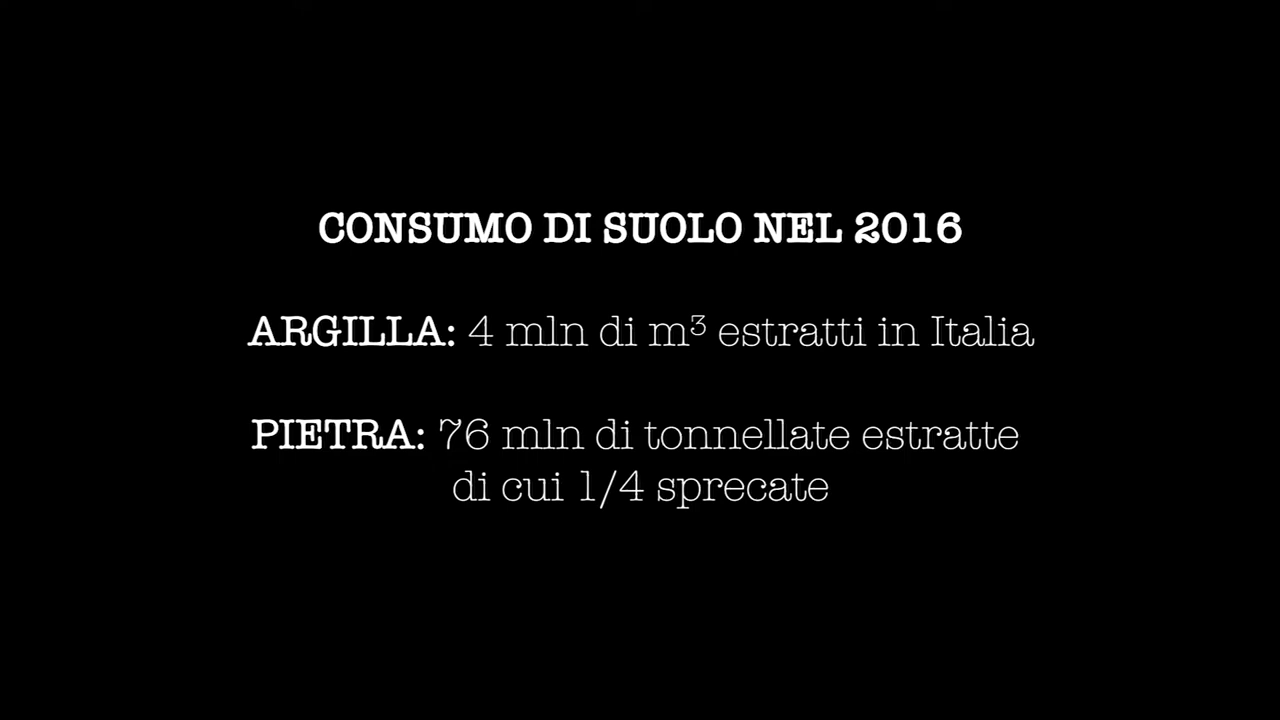 CONSUMO DI SUOLO NEL 2016
ARGILLA: 4 mln di m³ estratti in Italia
PIETRA: 76 mln di tonnellate estratte
di cui 1/4 sprecate